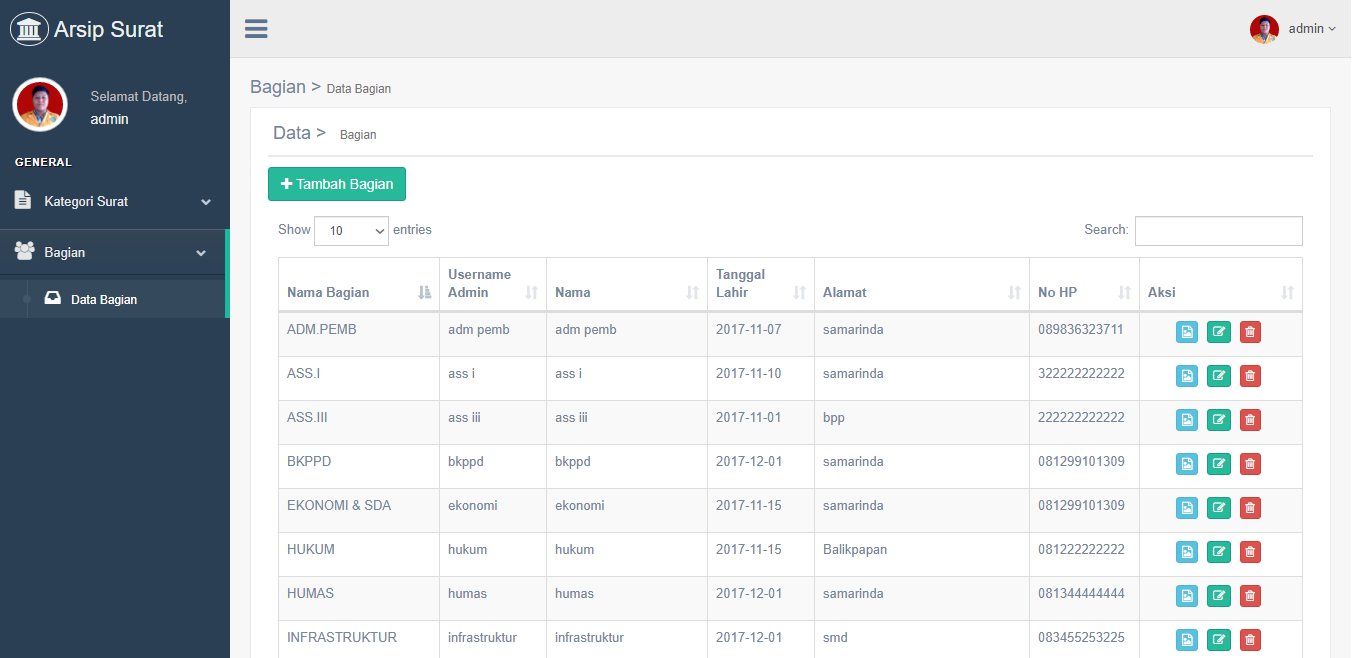 Arsip Surat
admin
Selamat Datang,
admin
GENERAL
Kategori Surat
Bagian
Data Bagian
Bagian > Data Bagian
Data > Bagian
Tambah Bagian
Show 10 entries
Search:
Nama Bagian Username Admin Nama Tanggal Lahir Alamat No HP Aksi
ADM.PEMB adm pemb adm pemb 2017-11-07 samarinda 089836323711
ASS.I ass i ass i 2017-11-10 samarinda 322222222222
ASS.III ass iii ass iii 2017-11-01 bpp 222222222222
BKPPD bkppd bkppd 2017-12-01 samarinda 081299101309
EKONOMI & SDA ekonomi ekonomi 2017-11-15 samarinda 081299101309
HUKUM hukum hukum 2017-11-15 Balikpapan 081222222222
HUMAS humas humas 2017-12-01 samarinda 081344444444
INFRASTRUKTUR infrastruktur infrastruktur 2017-12-01 smd 083455253225